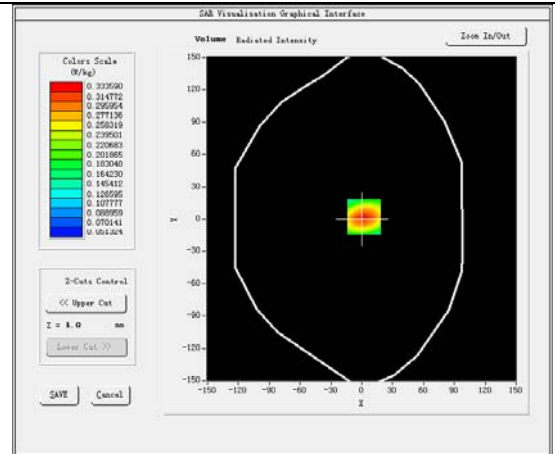 SAR Visualisation Graphical Interface
Volume Radiated Intensity
Zoom In/Out
Colors Scale
(W/kg)
0.333590
0.314772
0.295954
0.277136
0.258319
0.239501
0.220683
0.201865
0.183048
0.164230
0.145412
0.126595
0.107777
0.088959
0.070141
0.051324
Z-Cuts Control
<< Upper Cut
Z = 4.0 mm
Lower Cut >>
SAVE
Cancel
150
120
90
60
30
0
-30
-60
-90
-120
-150
Y
-150 -120 -90 -60 -30 0 30 60 90 120 150
X